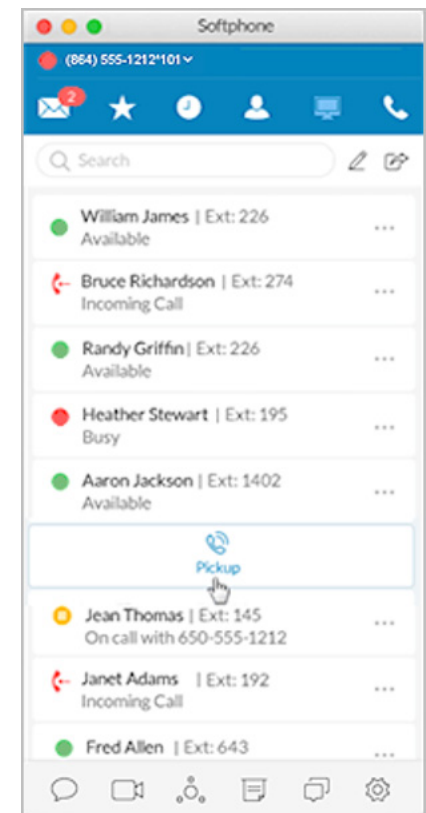 Softphone
(864) 555-1212*101
2
Search
William James | Ext: 226
Available
Bruce Richardson | Ext: 274
Incoming Call
Randy Griffin | Ext: 226
Available
Heather Stewart | Ext: 195
Busy
Aaron Jackson | Ext: 1402
Available
Pickup
Jean Thomas | Ext: 145
On call with 650-555-1212
Janet Adams | Ext: 192
Incoming Call
Fred Allen | Ext: 643